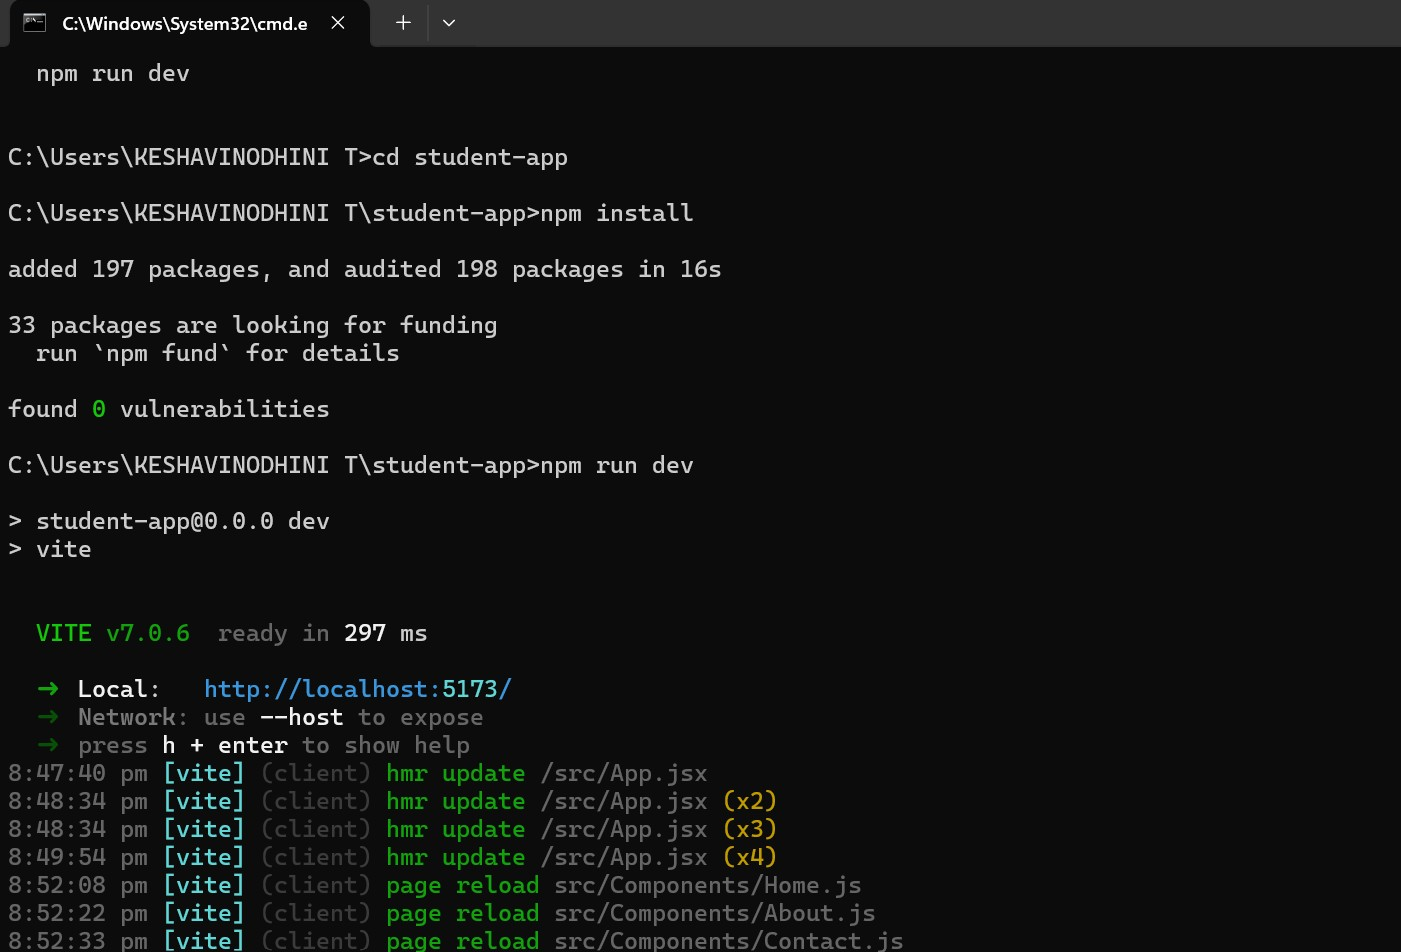 C:\Windows\System32\cmd.e
npm run dev
C:\Users\KESHAVINODHINI T>cd student-app
C:\Users\KESHAVINODHINI T\student-app>npm install
added 197 packages, and audited 198 packages in 16s
33 packages are looking for funding
run `npm fund` for details
found 0 vulnerabilities
C:\Users\KESHAVINODHINI T\student-app>npm run dev
> student-app@0.0.0 dev
> vite
VITE v7.0.6 ready in 297 ms
➜ Local: http://localhost:5173/
➜ Network: use --host to expose
➜ press h + enter to show help
8:47:40 pm [vite] (client) hmr update /src/App.jsx
8:48:34 pm [vite] (client) hmr update /src/App.jsx (x2)
8:48:34 pm [vite] (client) hmr update /src/App.jsx (x3)
8:49:54 pm [vite] (client) hmr update /src/App.jsx (x4)
8:52:08 pm [vite] (client) page reload src/Components/Home.js
8:52:22 pm [vite] (client) page reload src/Components/About.js
8:52:33 pm [vite] (client) page reload src/Components/Contact.js